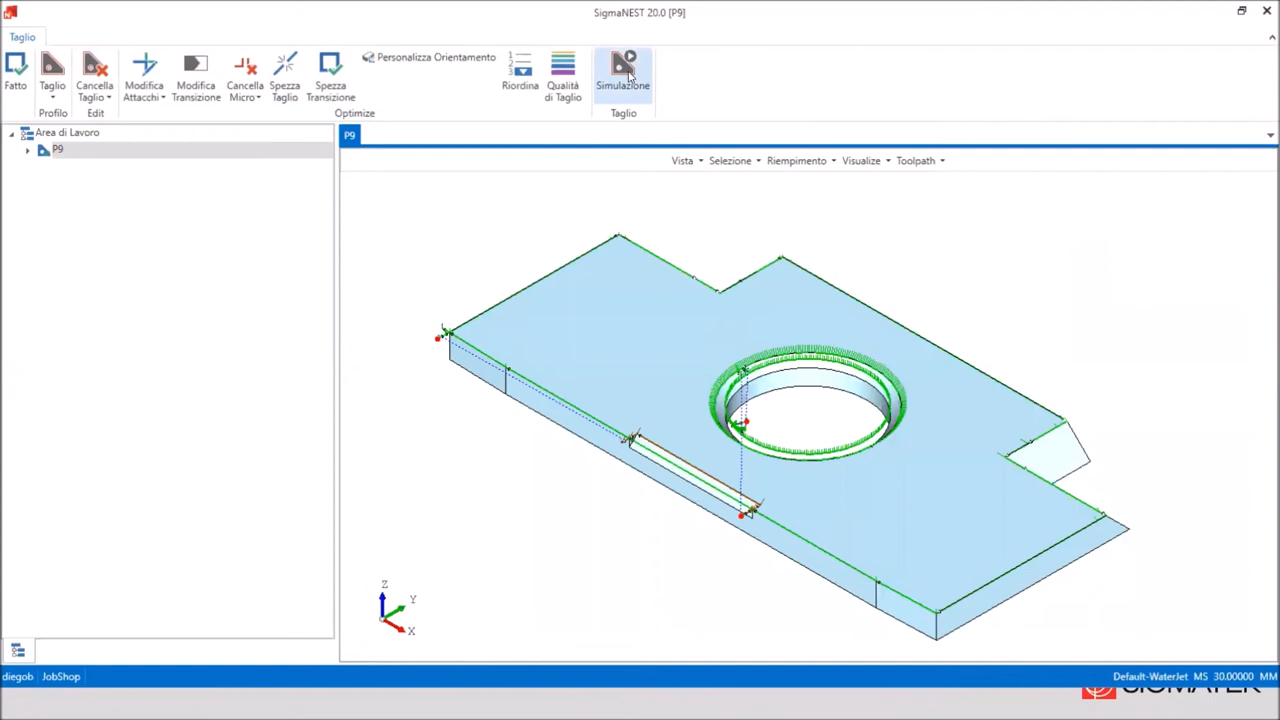 SigmaNEST 20.0 [P9]
Taglio
Fatto
Taglio
Cancella Taglio
Modifica Attacchi
Modifica Transizione
Cancella Micro
Spezza Taglio
Spezza Transizione
Personalizza Orientamento
Riordina
Qualità di Taglio
Simulazione
Profilo
Edit
Optimize
Taglio
Area di Lavoro
P9
P9
Vista
Selezione
Riempimento
Visualize
Toolpath
Z
Y
X
diegob
JobShop
Default-WaterJet MS 30.00000 MM